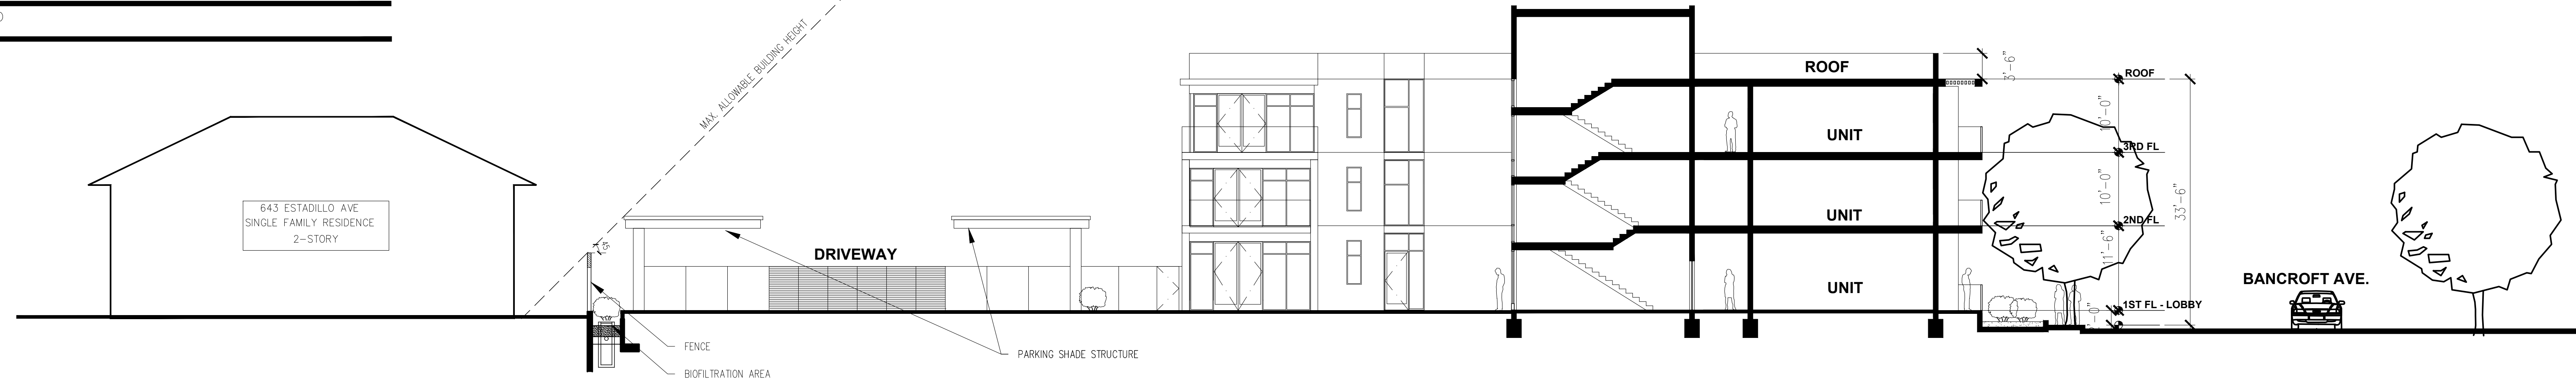 MAX. ALLOWABLE BUILDING HEIGHT
643 ESTADILLO AVE
SINGLE FAMILY RESIDENCE
2-STORY
45
DRIVEWAY
FENCE
BIOFILTRATION AREA
PARKING SHADE STRUCTURE
ROOF
UNIT
UNIT
UNIT
3'-6"
ROOF
10'-0"
3RD FL
10'-0"
33'-6"
2ND FL
11'-6"
1ST FL - LOBBY
BANCROFT AVE.